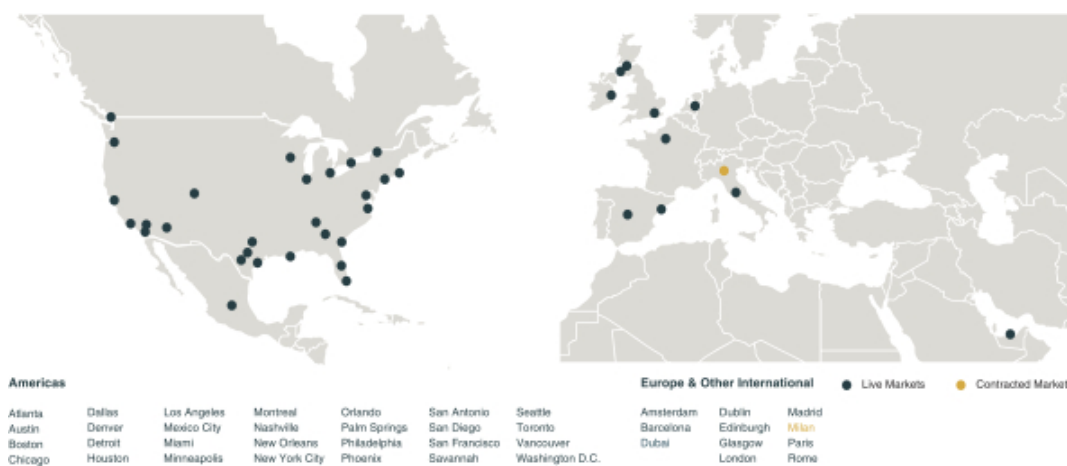 Americas
Europe & Other International
Live Markets
Contracted Market
Atlanta Dallas Los Angeles Montreal Orlando San Antonio Seattle
Austin Denver Mexico City Nashville Palm Springs San Diego Toronto
Boston Detroit Miami New Orleans Philadelphia San Francisco Vancouver
Chicago Houston Minneapolis New York City Phoenix Savannah Washington D.C.
Amsterdam Dublin Madrid
Barcelona Edinburgh Milan
Dubai Glasgow Paris
London Rome